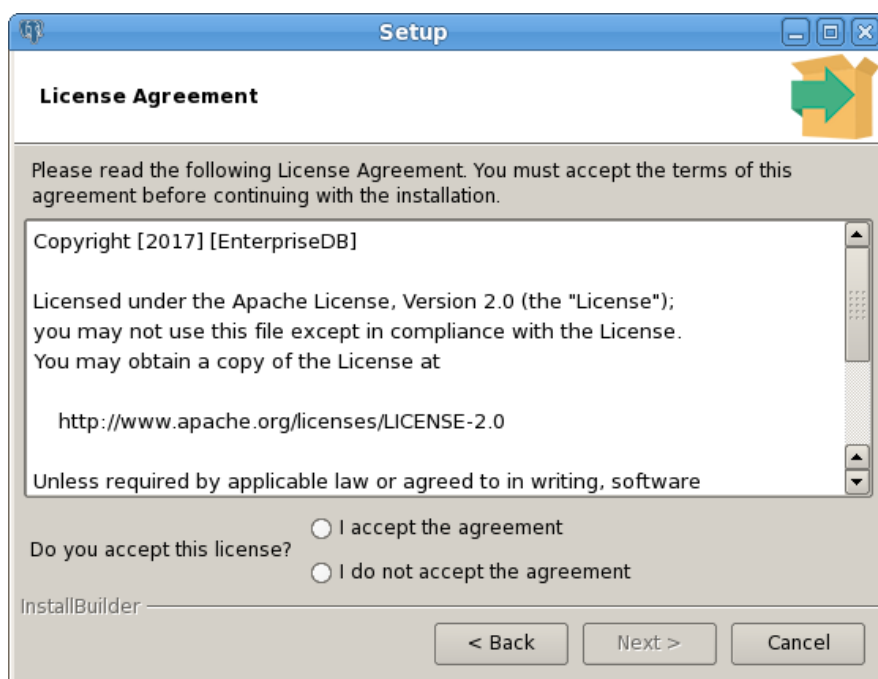 Setup
License Agreement
Please read the following License Agreement. You must accept the terms of this
agreement before continuing with the installation.
Copyright [2017] [EnterpriseDB]
Licensed under the Apache License, Version 2.0 (the "License");
you may not use this file except in compliance with the License.
You may obtain a copy of the License at
http://www.apache.org/licenses/LICENSE-2.0
Unless required by applicable law or agreed to in writing, software
Do you accept this license?
I accept the agreement
I do not accept the agreement
InstallBuilder
< Back
Next >
Cancel